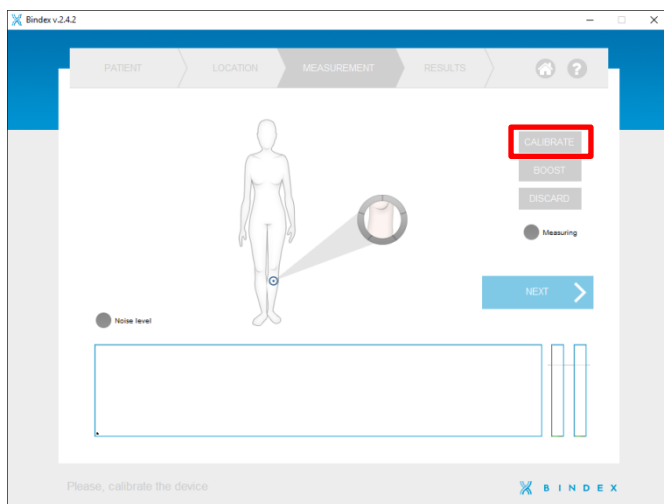 Bindex v.2.4.2
PATIENT
LOCATION
MEASUREMENT
RESULTS
?
CALIBRATE
BOOST
DISCARD
Measuring
NEXT
Noise level
Please, calibrate the device
BINDEX